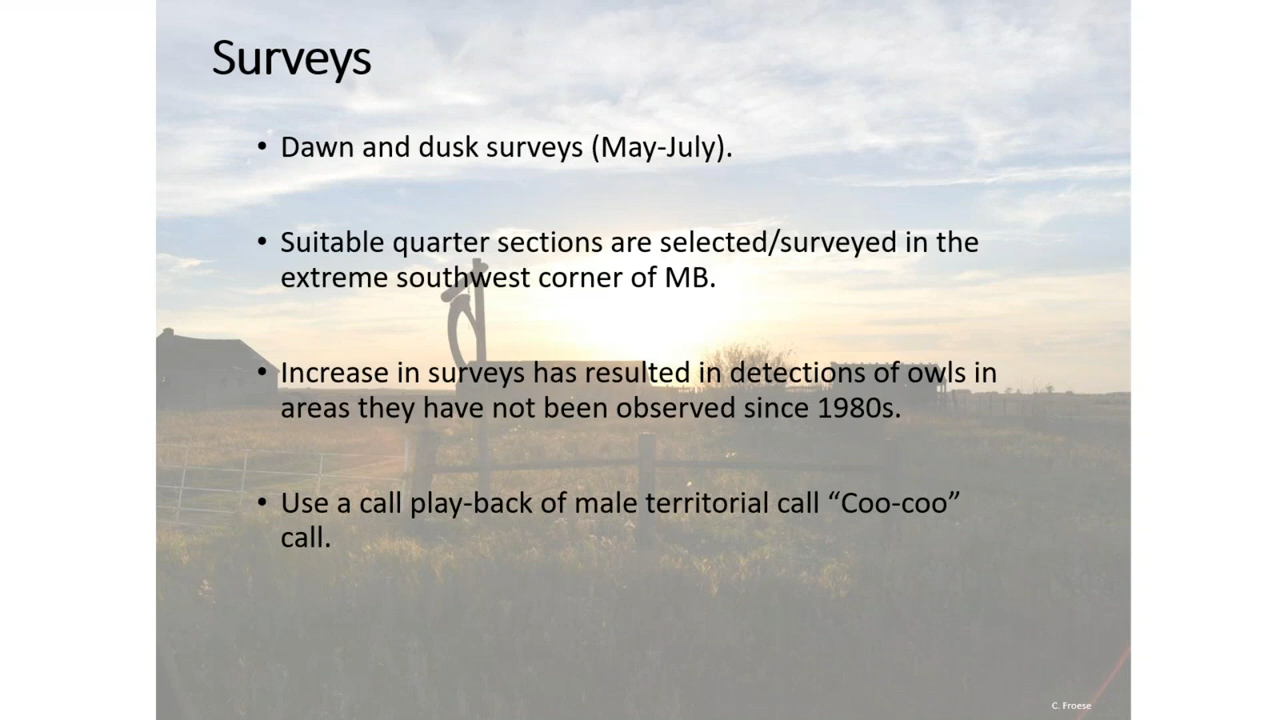 Surveys
• Dawn and dusk surveys (May-July).
• Suitable quarter sections are selected/surveyed in the
extreme southwest corner of MB.
• Increase in surveys has resulted in detections of owls in
areas they have not been observed since 1980s.
• Use a call play-back of male territorial call “Coo-coo”
call.
C. Froese